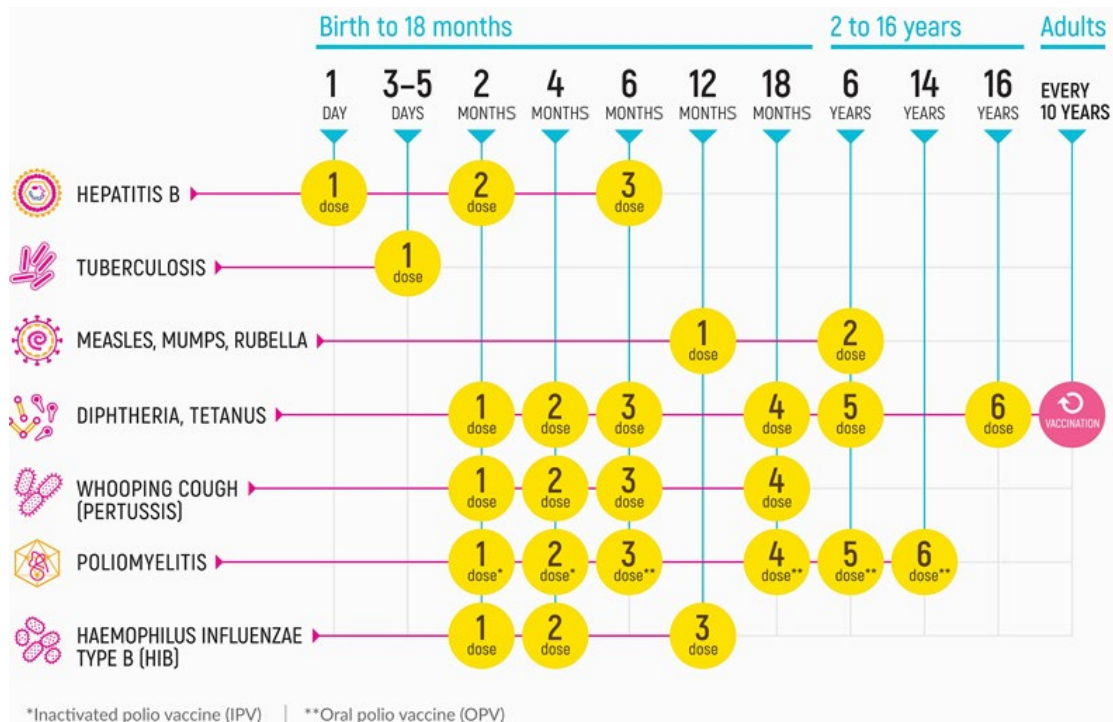 Birth to 18 months 2 to 16 years Adults
1 3–5 2 4 6 12 18 6 14 16 EVERY
DAY DAYS MONTHS MONTHS MONTHS MONTHS MONTHS YEARS YEARS YEARS 10 YEARS
HEPATITIS B 1 2 3
dose dose dose
TUBERCULOSIS 1
dose
MEASLES, MUMPS, RUBELLA 1 2
dose dose
DIPHTHERIA, TETANUS 1 2 3 4 5 6
dose dose dose dose dose dose VACCINATION
WHOOPING COUGH 1 2 3 4
(PERTUSSIS) dose dose dose dose
POLIOMYELITIS 1 2 3 4 5 6
dose* dose* dose** dose** dose** dose**
HAEMOPHILUS INFLUENZAE 1 2 3
TYPE B (HIB) dose dose dose
*Inactivated polio vaccine (IPV) | **Oral polio vaccine (OPV)